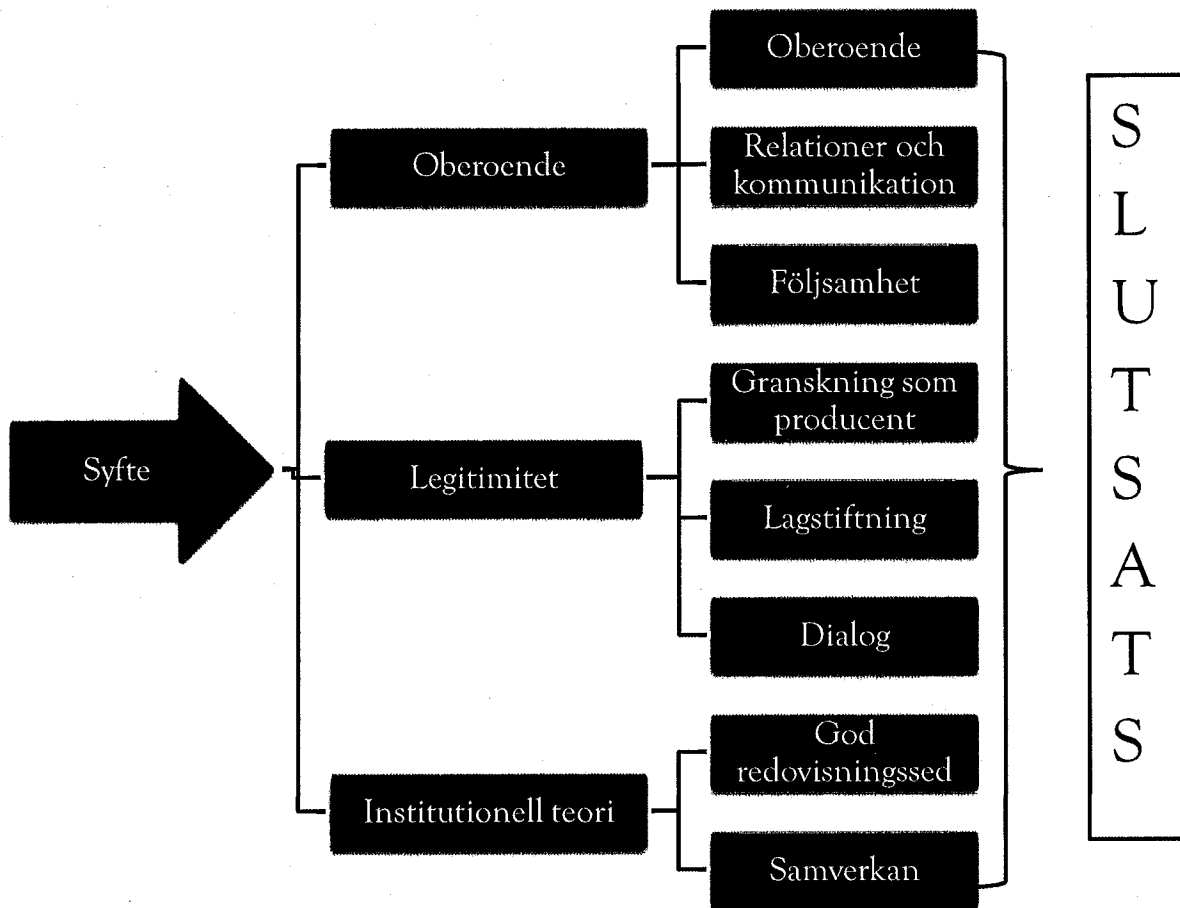 Syfte
Oberoende
Legitimitet
Institutionell teori
Oberoende
Relationer och
kommunikation
Följsamhet
Granskning som
producent
Lagstiftning
Dialog
God
redovisningssed
Samverkan
S
L
U
T
S
A
T
S